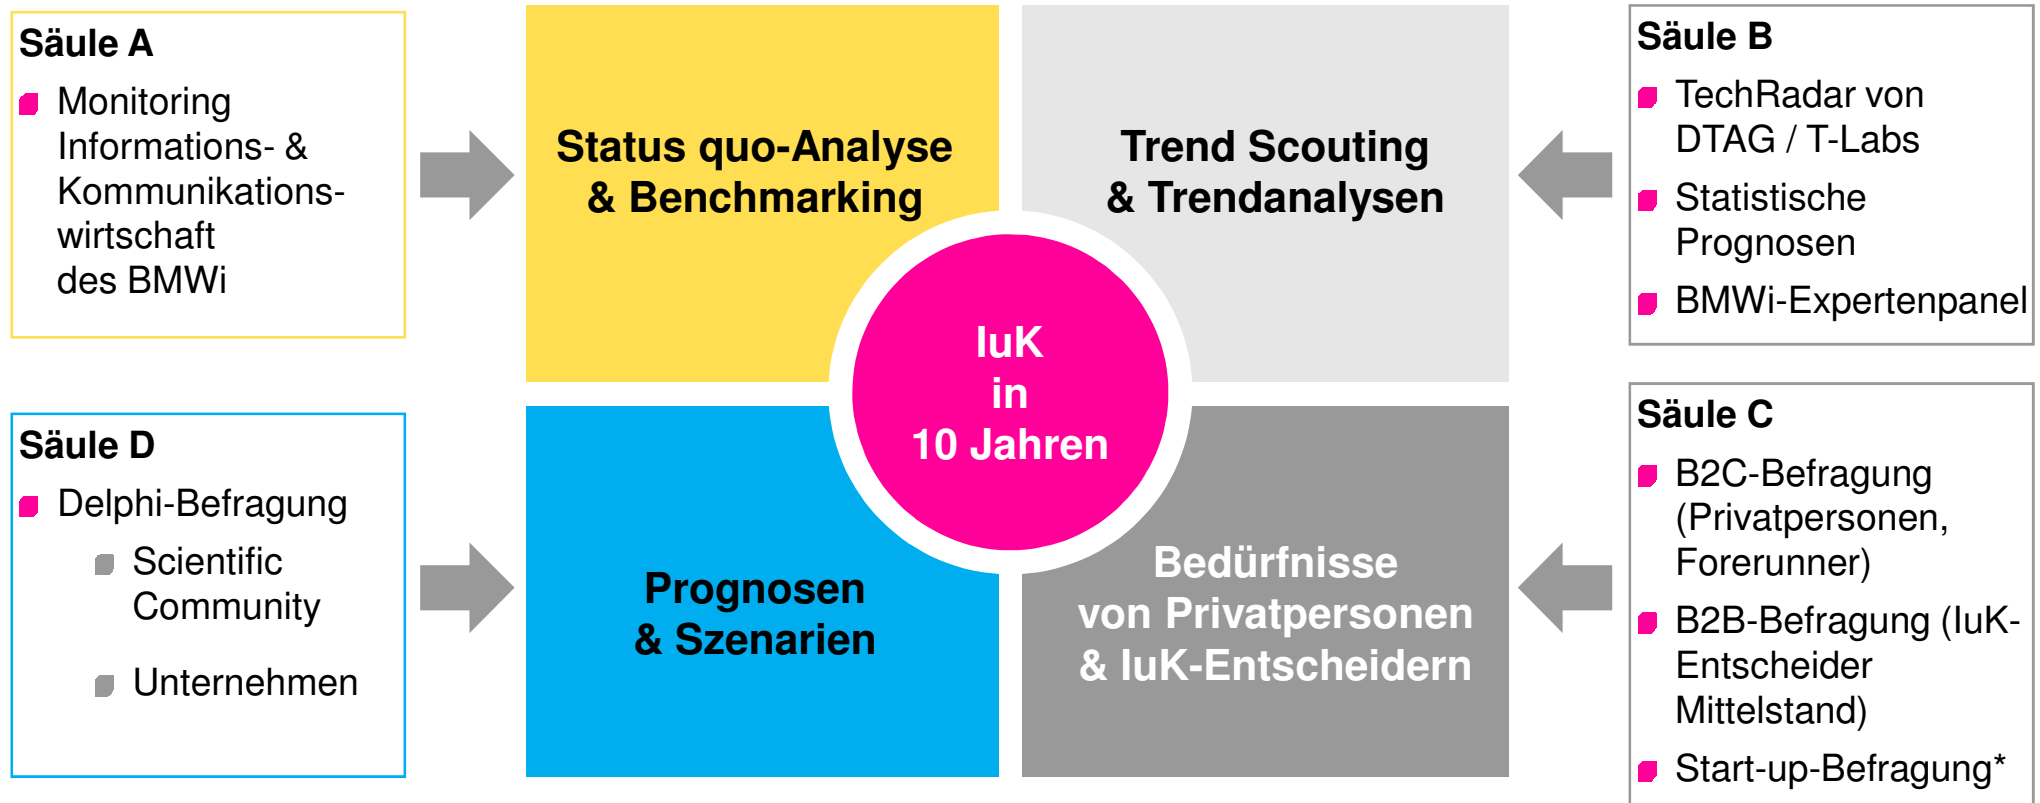 Säule A
Monitoring
Informations- &
Kommunikations-
wirtschaft
des BMWi
Status quo-Analyse
& Benchmarking
Trend Scouting
& Trendanalysen
Säule B
TechRadar von
DTAG / T-Labs
Statistische
Prognosen
BMWi-Expertenpanel
IuK
in
10 Jahren
Säule D
Delphi-Befragung
Scientific
Community
Unternehmen
Prognosen
& Szenarien
Bedürfnisse
von Privatpersonen
& IuK-Entscheidern
Säule C
B2C-Befragung
(Privatpersonen,
Forerunner)
B2B-Befragung (IuK-
Entscheider
Mittelstand)
Start-up-Befragung*